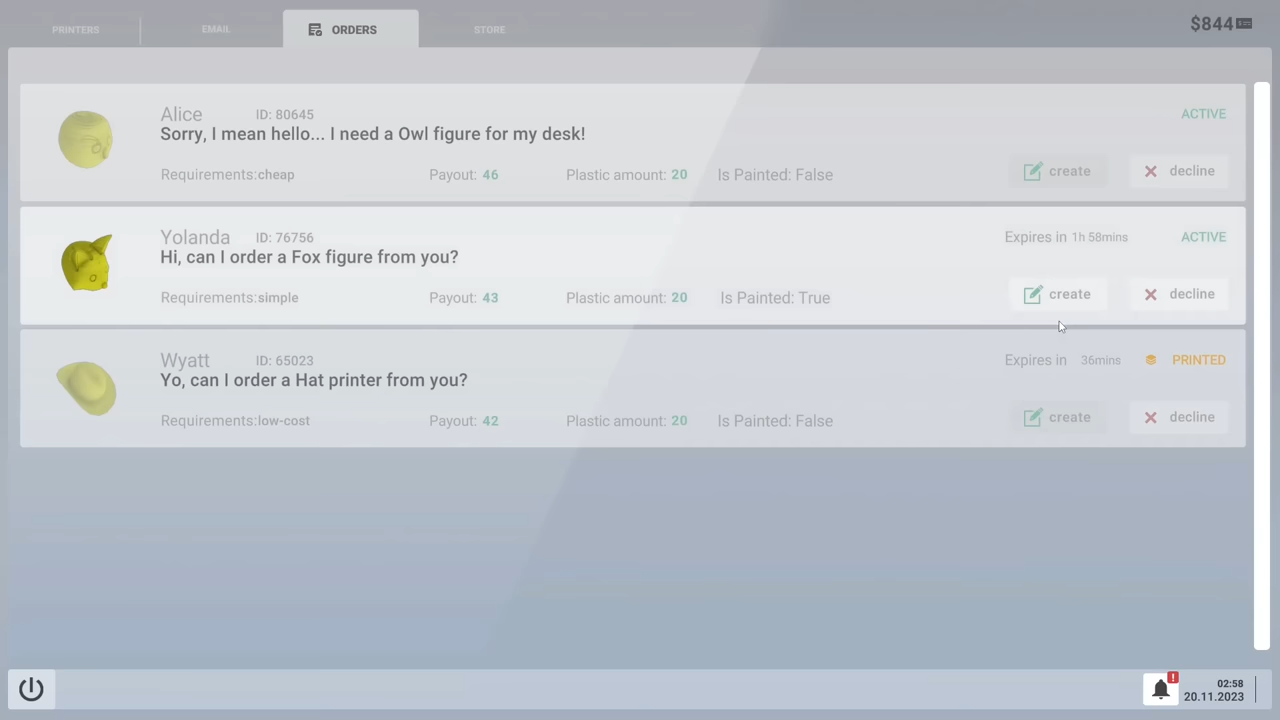 PRINTERS
EMAIL
ORDERS
STORE
$844
Alice ID: 80645
ACTIVE
Sorry, I mean hello... I need a Owl figure for my desk!
Requirements:cheap Payout: 46 Plastic amount: 20 Is Painted: False create decline
Yolanda ID: 76756 Expires in 1h 58mins ACTIVE
Hi, can I order a Fox figure from you?
Requirements:simple Payout: 43 Plastic amount: 20 Is Painted: True create decline
Wyatt ID: 65023 Expires in 36mins PRINTED
Yo, can I order a Hat printer from you?
Requirements:low-cost Payout: 42 Plastic amount: 20 Is Painted: False create decline
!
02:58
20.11.2023